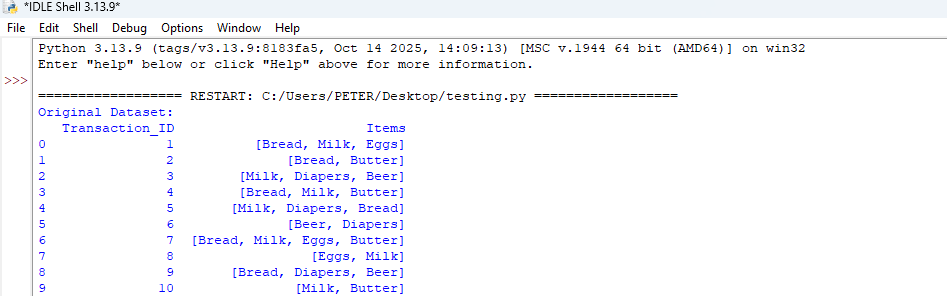 *IDLE Shell 3.13.9*
File Edit Shell Debug Options Window Help
Python 3.13.9 (tags/v3.13.9:8183fa5, Oct 14 2025, 14:09:13) [MSC v.1944 64 bit (AMD64)] on win32
Enter "help" below or click "Help" above for more information.
>>>
================== RESTART: C:/Users/PETER/Desktop/testing.py ==================
Original Dataset:
   Transaction_ID                        Items
0               1          [Bread, Milk, Eggs]
1               2              [Bread, Butter]
2               3        [Milk, Diapers, Beer]
3               4        [Bread, Milk, Butter]
4               5       [Milk, Diapers, Bread]
5               6              [Beer, Diapers]
6               7  [Bread, Milk, Eggs, Butter]
7               8                 [Eggs, Milk]
8               9       [Bread, Diapers, Beer]
9              10               [Milk, Butter]